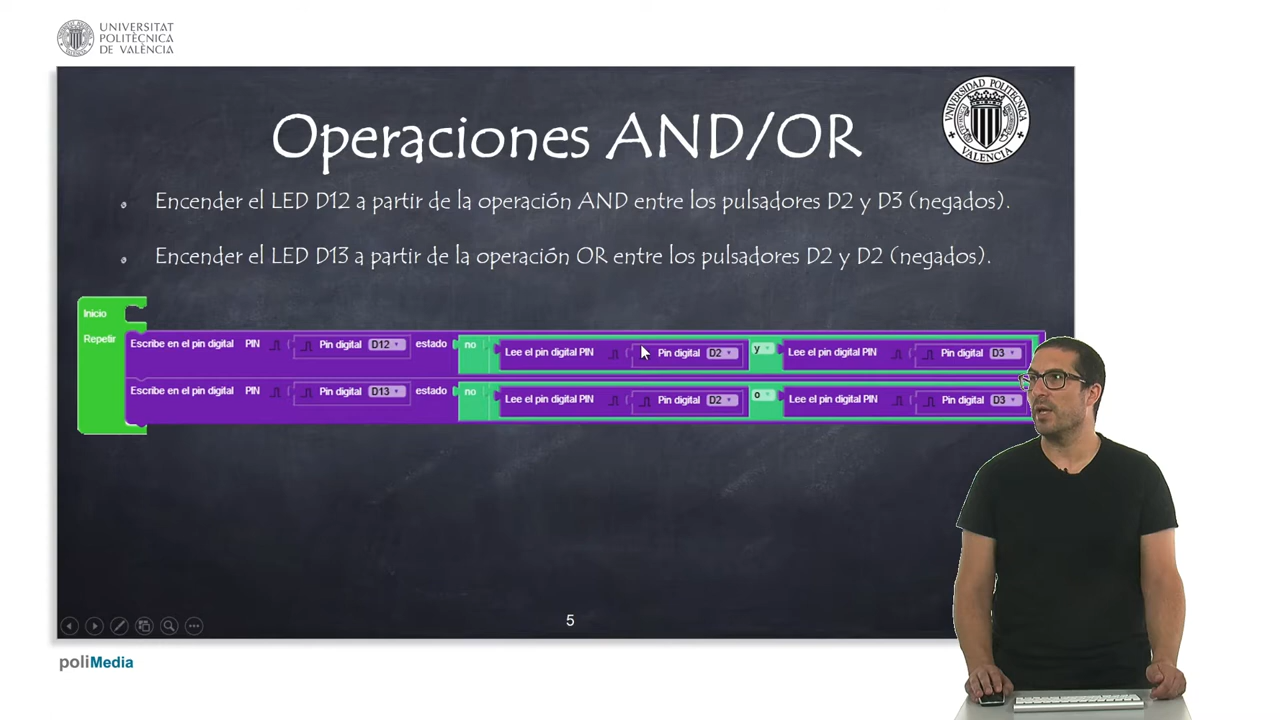 UNIVERSITAT
POLITÈCNICA
DE VALÈNCIA
UNIVERSIDAD POLITECNICA
VALENCIA
Operaciones AND/OR
Encender el LED D12 a partir de la operación AND entre los pulsadores D2 y D3 (negados).
Encender el LED D13 a partir de la operación OR entre los pulsadores D2 y D2 (negados).
Inicio
Repetir
Escribe en el pin digital PIN Pin digital D12 estado no Lee el pin digital PIN Pin digital D2 y Lee el pin digital PIN Pin digital D3
Escribe en el pin digital PIN Pin digital D13 estado no Lee el pin digital PIN Pin digital D2 o Lee el pin digital PIN Pin digital D3
5
poliMedia